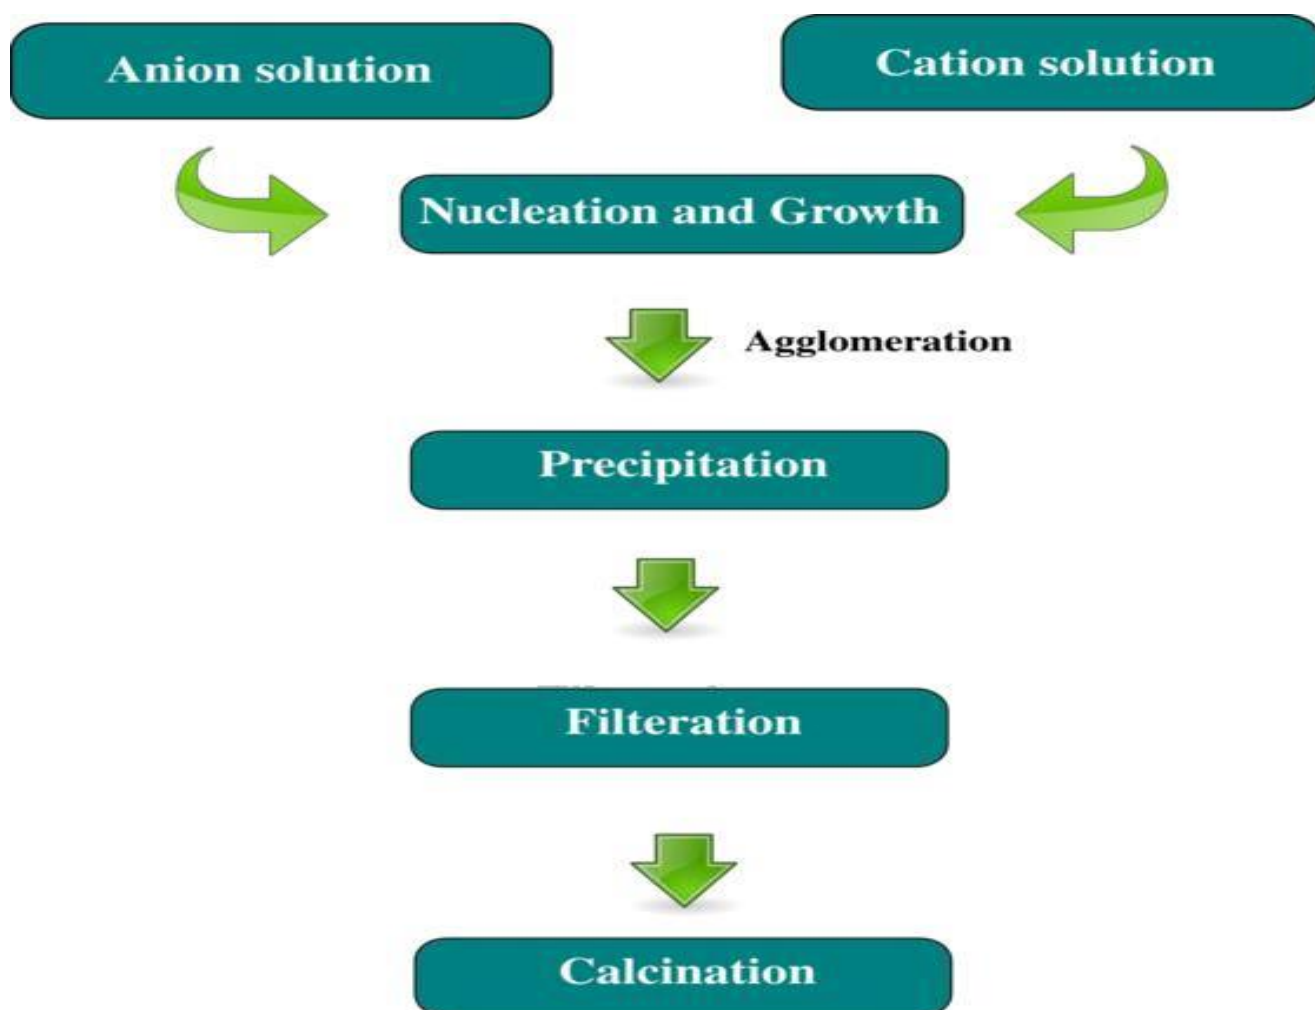 Anion solution
Cation solution
Nucleation and Growth
Agglomeration
Precipitation
Filteration
Calcination